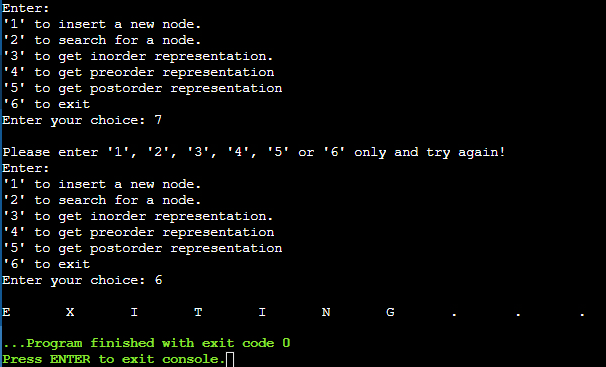 Enter:
'1' to insert a new node.
'2' to search for a node.
'3' to get inorder representation.
'4' to get preorder representation
'5' to get postorder representation
'6' to exit
Enter your choice: 7
Please enter '1', '2', '3', '4', '5' or '6' only and try again!
Enter:
'1' to insert a new node.
'2' to search for a node.
'3' to get inorder representation.
'4' to get preorder representation
'5' to get postorder representation
'6' to exit
Enter your choice: 6
E X I T I N G . . .
...Program finished with exit code 0
Press ENTER to exit console.